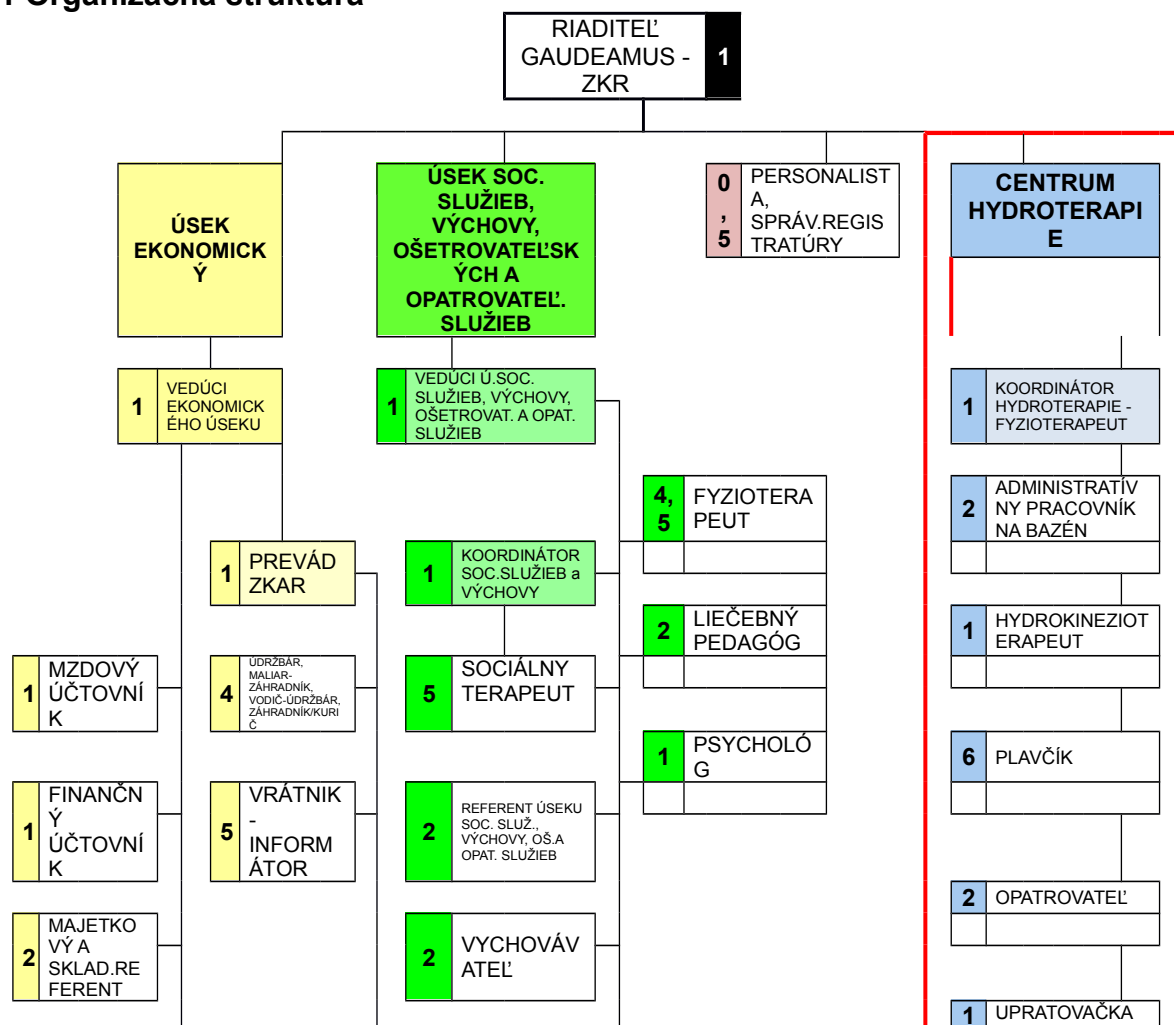 Organizačná štruktúra
RIADITEĽ
GAUDEAMUS -
ZKR
1
ÚSEK
EKONOMICK
Ý
ÚSEK SOC.
SLUŽIEB,
VÝCHOVY,
OŠETROVATEĽSK
ÝCH A
OPATROVATEĽ.
SLUŽIEB
0
,
5
PERSONALIST
A,
SPRÁV.REGIS
TRATÚRY
CENTRUM
HYDROTERAPI
E
1
VEDÚCI
EKONOMICK
ÉHO ÚSEKU
1
VEDÚCI Ú.SOC.
SLUŽIEB, VÝCHOVY,
OŠETROVAT. A OPAT.
SLUŽIEB
1
KOORDINÁTOR
HYDROTERAPIE -
FYZIOTERAPEUT
4,
5
FYZIOTERA
PEUT
2
ADMINISTRATÍV
NY PRACOVNÍK
NA BAZÉN
1
PREVÁD
ZKAR
1
KOORDINÁTOR
SOC.SLUŽIEB a
VÝCHOVY
2
LIEČEBNÝ
PEDAGÓG
1
HYDROKINEZIOT
ERAPEUT
1
MZDOVÝ
ÚČTOVNÍ
K
4
ÚDRŽBÁR,
MALIAR-
ZÁHRADNÍK,
VODIČ-ÚDRŽBÁR,
ZÁHRADNÍK/KURI
Č
5
SOCIÁLNY
TERAPEUT
1
PSYCHOLÓ
G
6
PLAVČÍK
1
FINANČN
Ý
ÚČTOVNÍ
K
5
VRÁTNIK
-
INFORM
ÁTOR
2
REFERENT ÚSEKU
SOC. SLUŽ.,
VÝCHOVY, OŠ.A
OPAT. SLUŽIEB
2
OPATROVATEĽ
2
MAJETKO
VÝ A
SKLAD.RE
FERENT
2
VYCHOVÁV
ATEĽ
1
UPRATOVAČKA